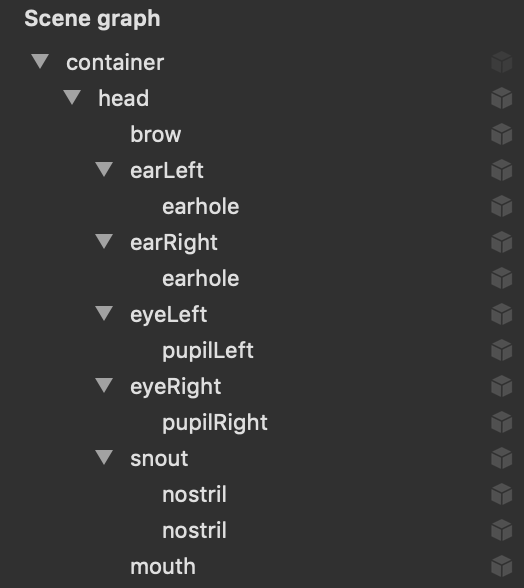 Scene graph
container
head
brow
earLeft
earhole
earRight
earhole
eyeLeft
pupilLeft
eyeRight
pupilRight
snout
nostril
nostril
mouth